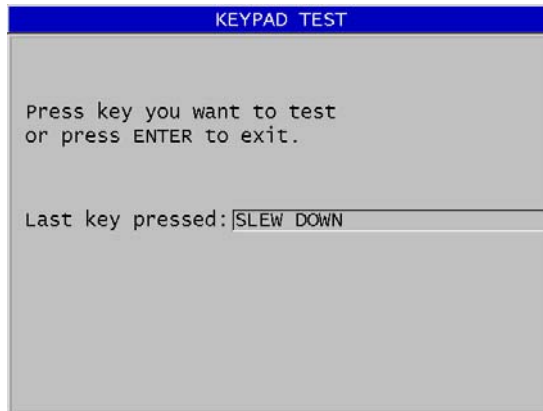 KEYPAD TEST
Press key you want to test
or press ENTER to exit.
Last key pressed: SLEW DOWN